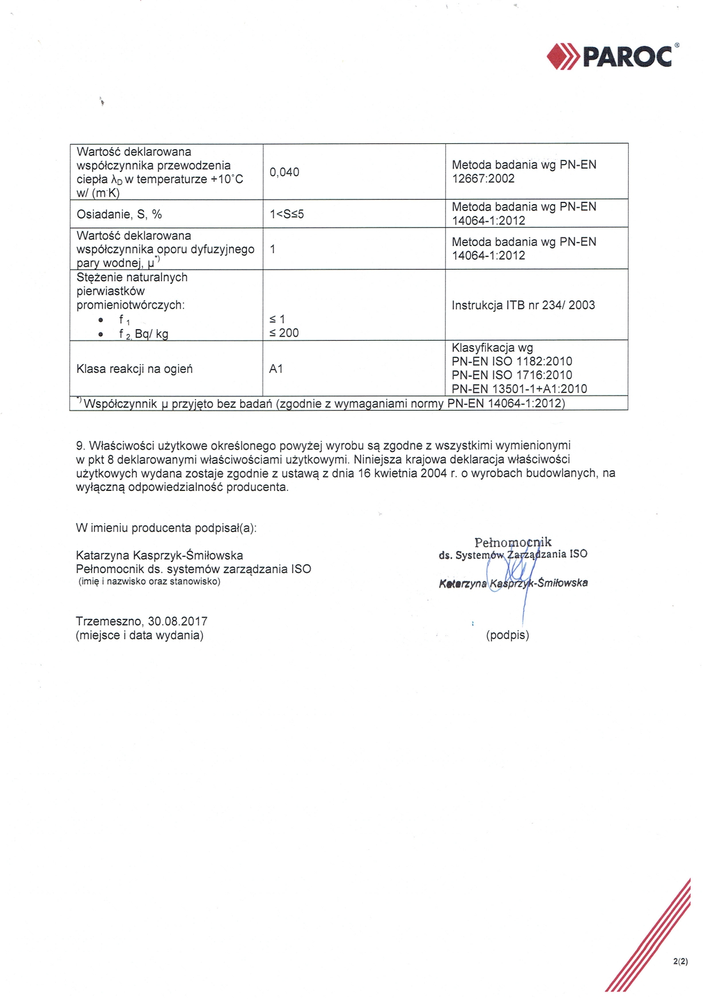 PAROC®
Wartość deklarowana
współczynnika przewodzenia
ciepła λD w temperaturze +10°C
w/ (m·K)
0,040
Metoda badania wg PN-EN
12667:2002
Osiadanie, S, %
1<S≤5
Metoda badania wg PN-EN
14064-1:2012
Wartość deklarowana
współczynnika oporu dyfuzyjnego
pary wodnej, μ*)
1
Metoda badania wg PN-EN
14064-1:2012
Stężenie naturalnych
pierwiastków
promieniotwórczych:
• f 1
• f 2, Bq/ kg
≤ 1
≤ 200
Instrukcja ITB nr 234/ 2003
Klasa reakcji na ogień
A1
Klasyfikacja wg
PN-EN ISO 1182:2010
PN-EN ISO 1716:2010
PN-EN 13501-1+A1:2010
*) Współczynnik μ przyjęto bez badań (zgodnie z wymaganiami normy PN-EN 14064-1:2012)
9. Właściwości użytkowe określonego powyżej wyrobu są zgodne z wszystkimi wymienionymi
w pkt 8 deklarowanymi właściwościami użytkowymi. Niniejsza krajowa deklaracja właściwości
użytkowych wydana zostaje zgodnie z ustawą z dnia 16 kwietnia 2004 r. o wyrobach budowlanych, na
wyłączną odpowiedzialność producenta.
W imieniu producenta podpisał(a):
Katarzyna Kasprzyk-Śmiłowska
Pełnomocnik ds. systemów zarządzania ISO
(imię i nazwisko oraz stanowisko)
Pełnomocnik
ds. Systemów Zarządzania ISO
Katarzyna Kasprzyk-Śmiłowska
Trzemeszno, 30.08.2017
(miejsce i data wydania)
(podpis)
2(2)